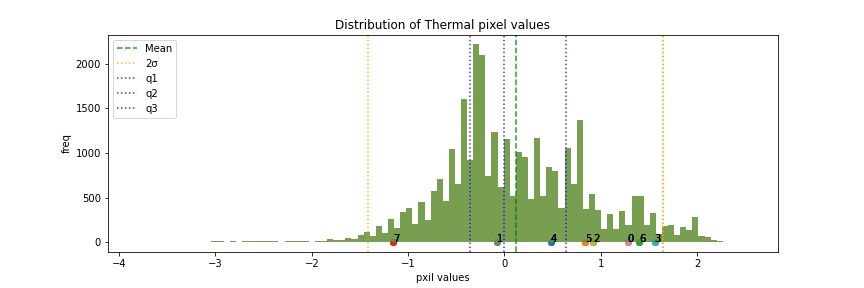 Distribution of Thermal pixel values
Mean
2σ
q1
q2
q3
freq
2000
1500
1000
500
0
7 1 4 5 2 0 6 3
−4 −3 −2 −1 0 1 2
pxil values